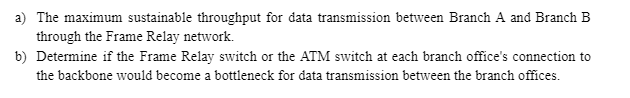 a) The maximum sustainable throughput for data transmission between Branch A and Branch B
through the Frame Relay network.
b) Determine if the Frame Relay switch or the ATM switch at each branch office's connection to
the backbone would become a bottleneck for data transmission between the branch offices.